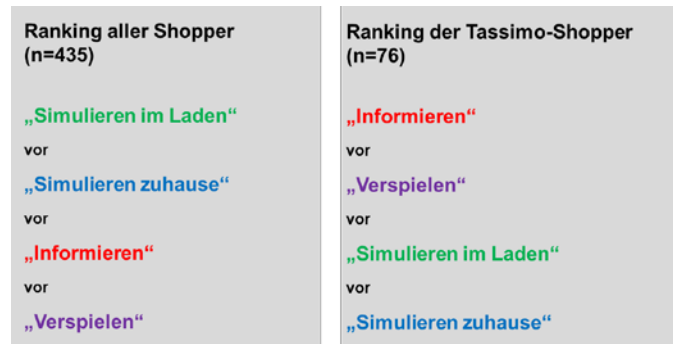 Ranking aller Shopper
(n=435)
„Simulieren im Laden“
vor
„Simulieren zuhause“
vor
„Informieren“
vor
„Verspielen“
Ranking der Tassimo-Shopper
(n=76)
„Informieren“
vor
„Verspielen“
vor
„Simulieren im Laden“
vor
„Simulieren zuhause“